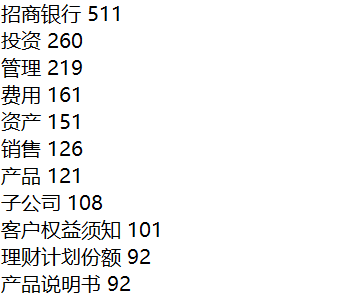 招商银行 511
投资 260
管理 219
费用 161
资产 151
销售 126
产品 121
子公司 108
客户权益须知 101
理财计划份额 92
产品说明书 92